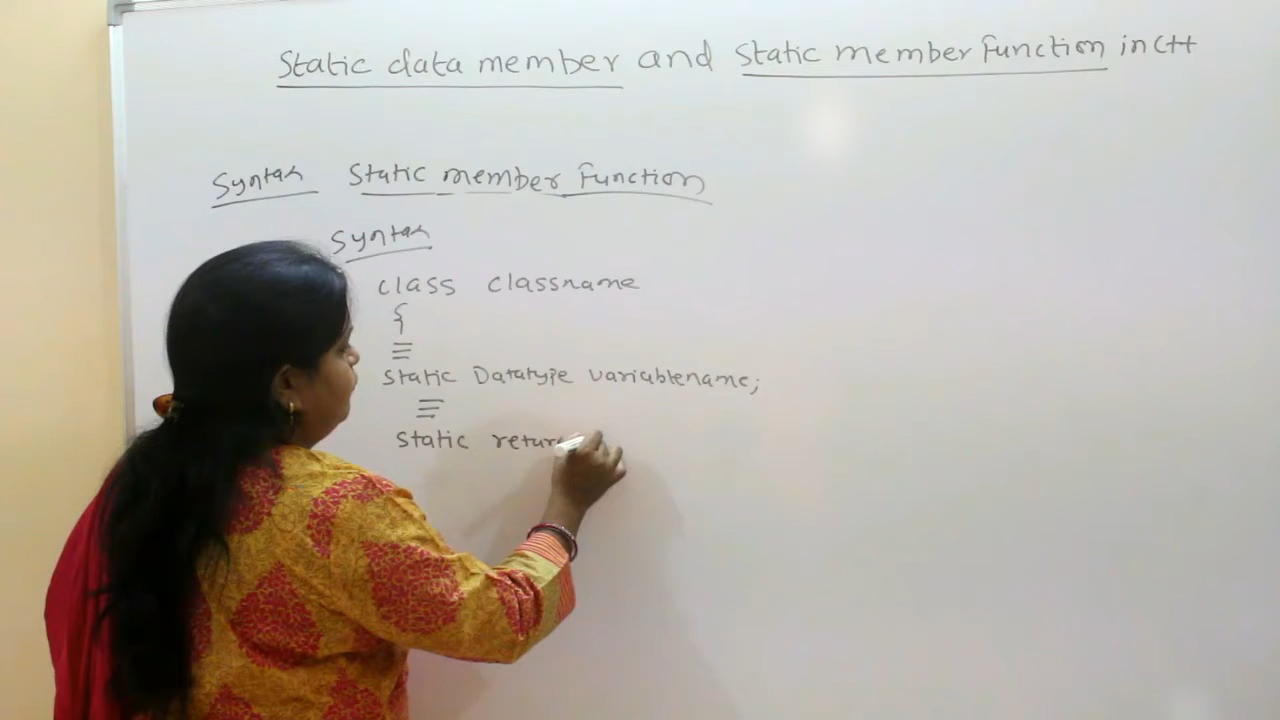 Static data member and static member function in C++
Syntax Static member function
Syntax
class classname
{
static Datatype variablename;
static retur